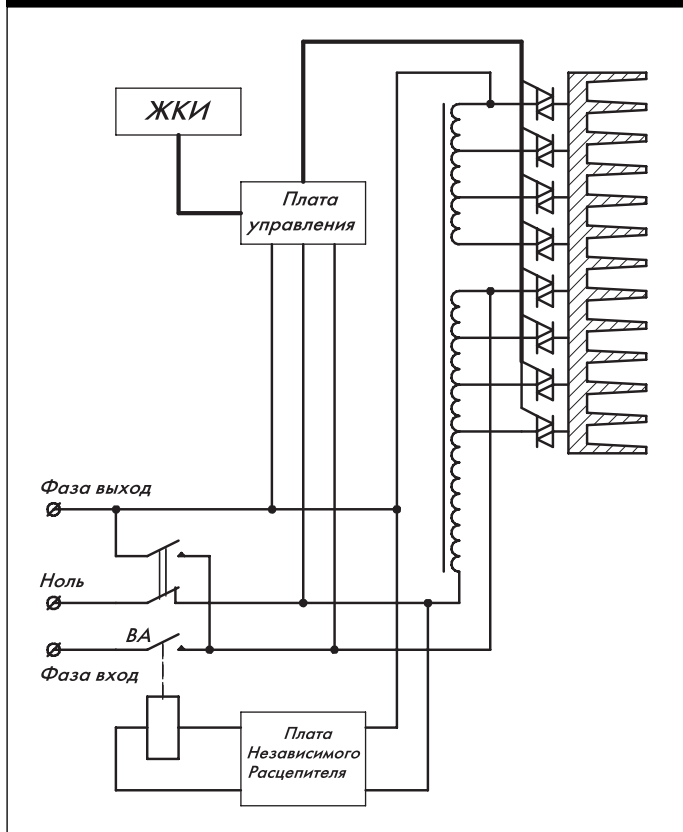 ЖКИ
Плата
управления
Фаза выход
Ноль
ВА
Фаза вход
Плата
Независимого
Расцепителя